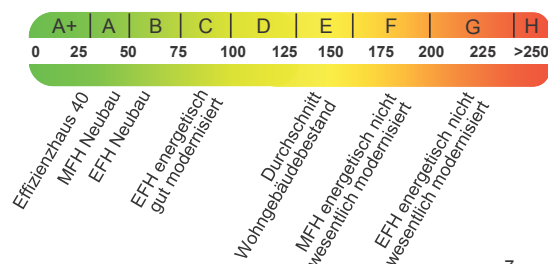 A+ A B C D E F G H
0 25 50 75 100 125 150 175 200 225 >250
Effizienzhaus 40
MFH Neubau
EFH Neubau
EFH energetisch
gut modernisiert
Durchschnitt
Wohngebäudebestand
MFH energetisch nicht
wesentlich modernisiert
EFH energetisch nicht
wesentlich modernisiert